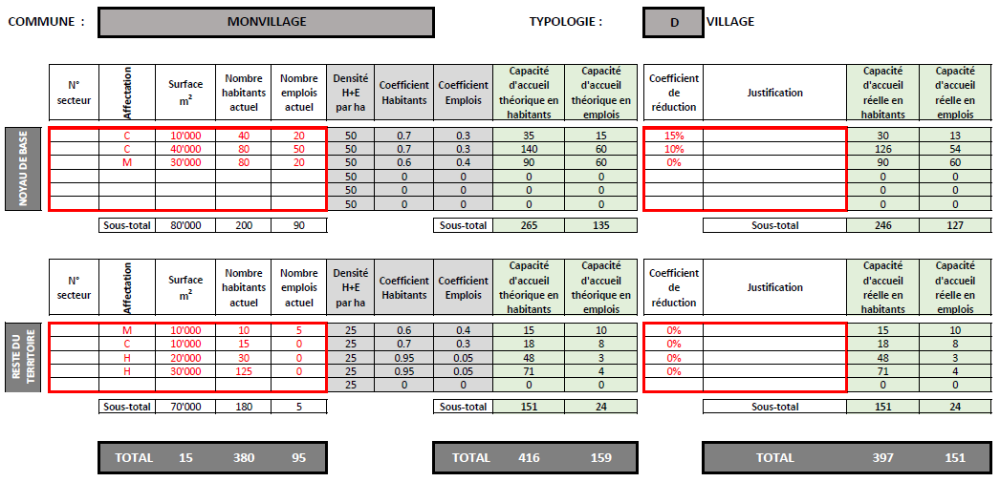 COMMUNE : MONVILLAGE TYPOLOGIE : D VILLAGE
N° secteur Affectation Surface m² Nombre habitants actuel Nombre emplois actuel Densité H+E par ha Coefficient Habitants Coefficient Emplois Capacité d'accueil théorique en habitants Capacité d'accueil théorique en emplois Coefficient de réduction Justification Capacité d'accueil réelle en habitants Capacité d'accueil réelle en emplois
NOYAU DE BASE
C 10'000 40 20 50 0.7 0.3 35 15 15% 30 13
C 40'000 80 50 50 0.7 0.3 140 60 10% 126 54
M 30'000 80 20 50 0.6 0.4 90 60 0% 90 60
50 0 0 0 0 0 0
50 0 0 0 0 0 0
50 0 0 0 0 0 0
Sous-total 80'000 200 90 Sous-total 265 135 Sous-total 246 127
N° secteur Affectation Surface m² Nombre habitants actuel Nombre emplois actuel Densité H+E par ha Coefficient Habitants Coefficient Emplois Capacité d'accueil théorique en habitants Capacité d'accueil théorique en emplois Coefficient de réduction Justification Capacité d'accueil réelle en habitants Capacité d'accueil réelle en emplois
RESTE DU TERRITOIRE
M 10'000 10 5 25 0.6 0.4 15 10 0% 15 10
C 10'000 15 0 25 0.7 0.3 18 8 0% 18 8
H 20'000 30 0 25 0.95 0.05 48 3 0% 48 3
H 30'000 125 0 25 0.95 0.05 71 4 0% 71 4
25 0 0 0 0 0 0
Sous-total 70'000 180 5 Sous-total 151 24 Sous-total 151 24
TOTAL 15 380 95 TOTAL 416 159 TOTAL 397 151